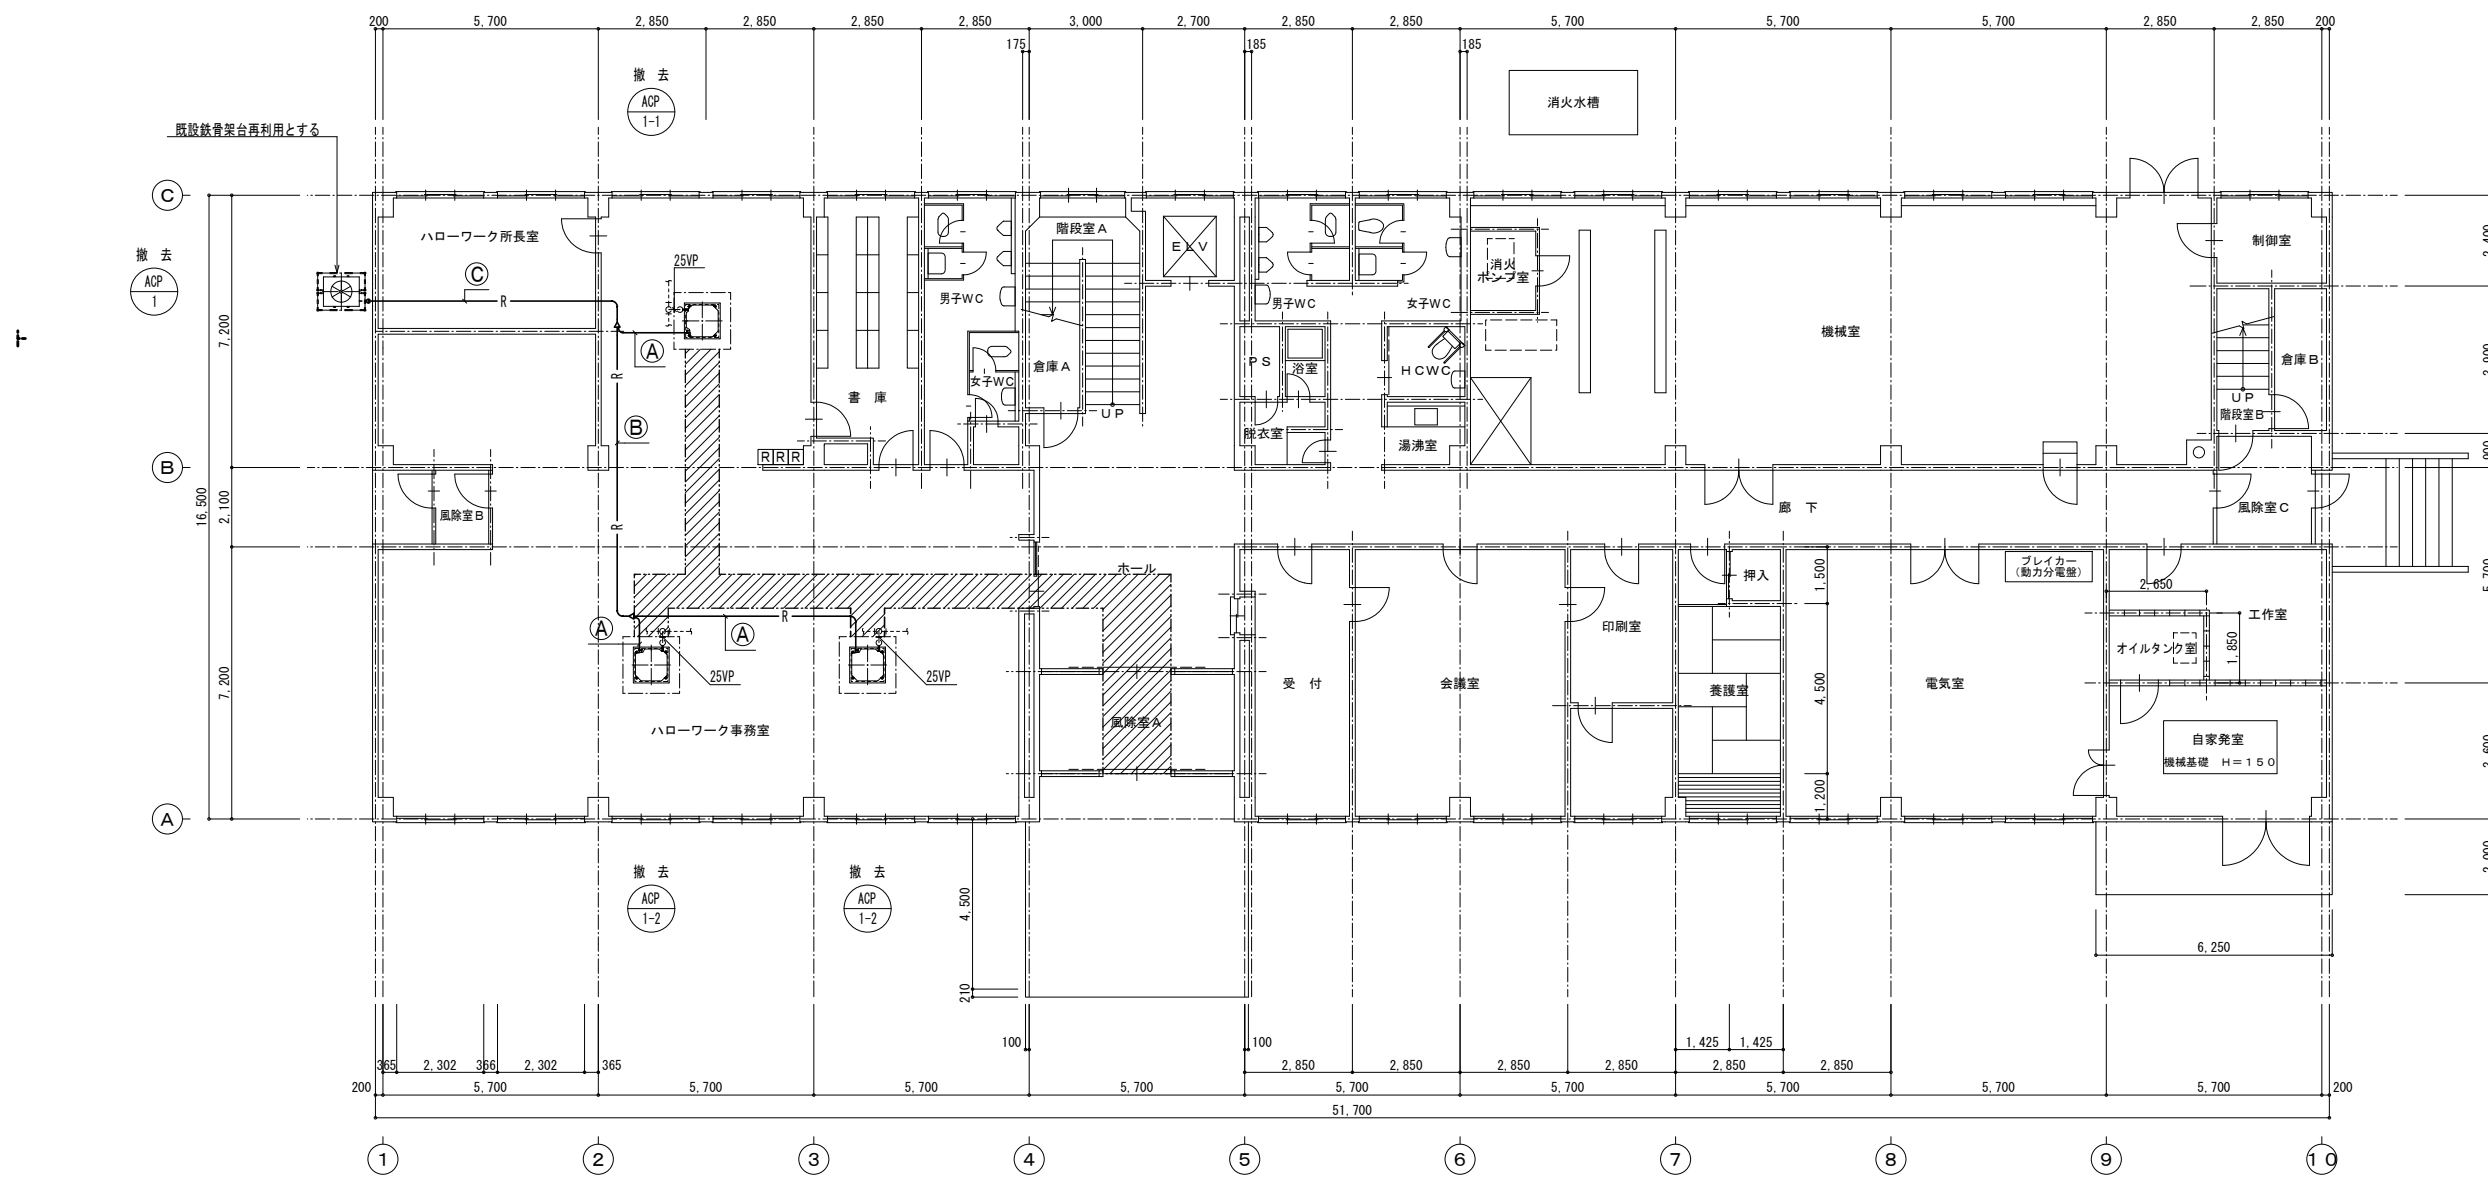 200 5,700 2,850 2,850 2,850 2,850 3,000 2,700 2,850 2,850 5,700 5,700 5,700 2,850 2,850 200
175 185 185
撤 去
ACP
1-1
消火水槽
既設鉄骨架台再利用とする
C
撤 去
ACP
1
ハローワーク所長室
C
R
25VP
A
R
B
R
書 庫
RRR
男子WC
女子WC
階段室A
倉庫A
UP
ELV
男子WC
女子WC
PS
浴室
HCWC
脱衣室
湯沸室
消火
ポンプ室
機械室
制御室
倉庫B
UP
階段室B
7,200
B
16,500
2,100
風除室B
廊 下
風除室C
ホール
ブレイカー
(動力分電盤)
押入
1,500
2,650
工作室
オイルタンク室
1,850
A
A
R
25VP
25VP
印刷室
7,200
ハローワーク事務室
風除室A
受 付
会議室
養護室
4,500
電気室
自家発室
機械基礎 H=150
1,200
A
撤 去
ACP
1-2
撤 去
ACP
1-2
4,500
210
6,250
100 100
1,425 1,425
365 2,302 366 2,302 365 2,850 2,850 2,850 2,850 2,850 2,850
200 5,700 5,700 5,700 5,700 5,700 5,700 5,700 5,700 5,700 200
51,700
1 2 3 4 5 6 7 8 9 10